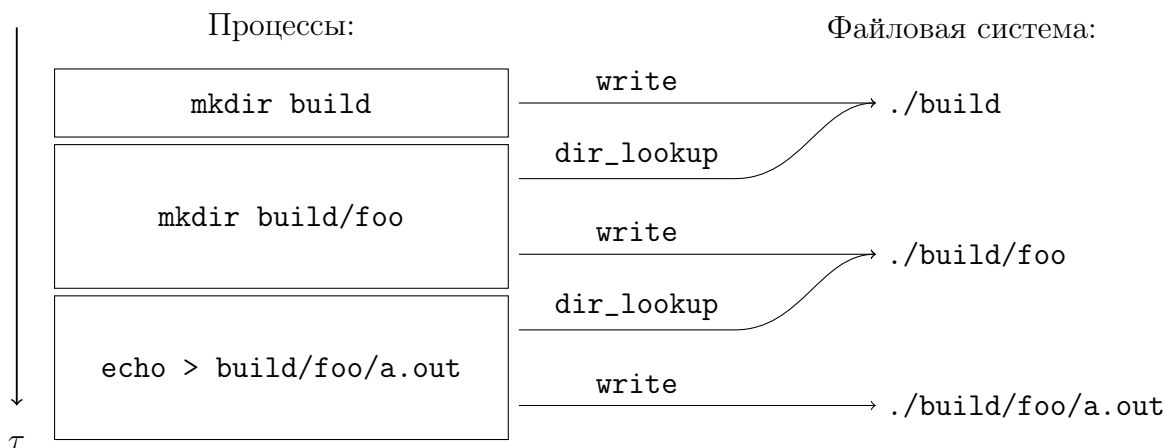 Процессы:
Файловая система:
mkdir build
write
./build
dir_lookup
mkdir build/foo
write
./build/foo
dir_lookup
echo > build/foo/a.out
write
./build/foo/a.out
τ